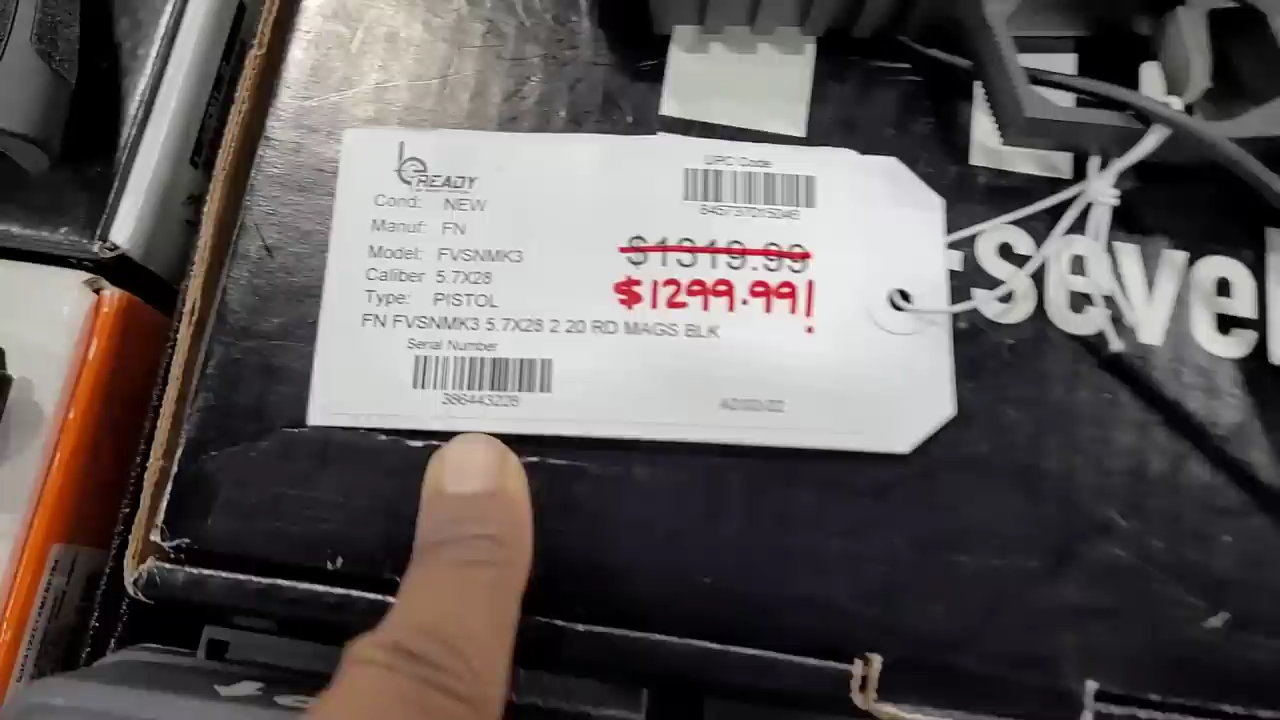 READY
Cond: NEW
Manuf: FN
Model: FVSNMK3
Caliber 5.7X28
Type: PISTOL
FN FVSNMK3 5.7X28 2 20 RD MAGS BLK
Serial Number
386443228
UPC Code
$1319.99
$1299.99!
seve